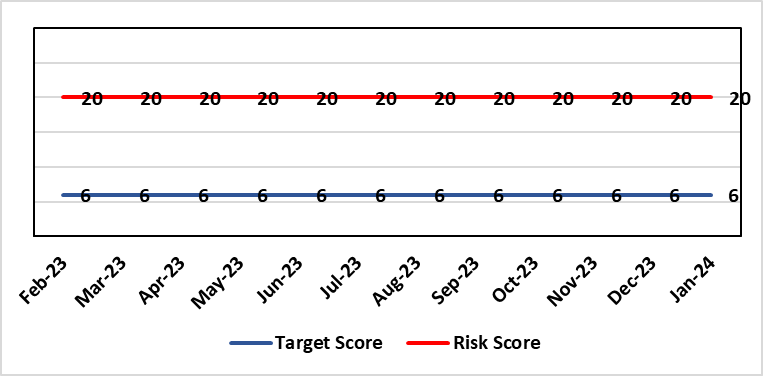 20 20 20 20 20 20 20 20 20 20 20 20
6 6 6 6 6 6 6 6 6 6 6 6
Feb-23 Mar-23 Apr-23 May-23 Jun-23 Jul-23 Aug-23 Sep-23 Oct-23 Nov-23 Dec-23 Jan-24
Target Score Risk Score